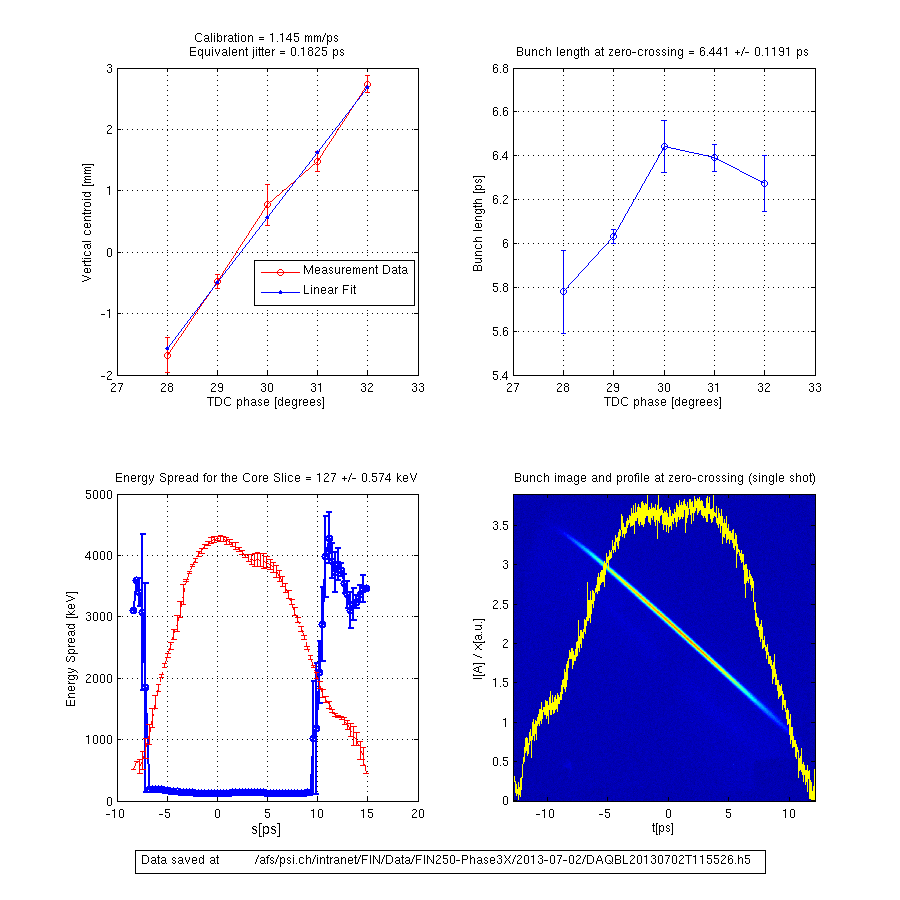 Calibration = 1.145 mm/ps
Equivalent jitter = 0.1825 ps
3
2
1
0
-1
-2
Vertical centroid [mm]
Measurement Data
Linear Fit
27 28 29 30 31 32 33
TDC phase [degrees]
Bunch length at zero-crossing = 6.441 +/- 0.1191 ps
6.8
6.6
6.4
6.2
6
5.8
5.6
5.4
Bunch length [ps]
27 28 29 30 31 32 33
TDC phase [degrees]
Energy Spread for the Core Slice = 127 +/- 0.574 keV
5000
4000
3000
2000
1000
0
Energy Spread [keV]
-10 -5 0 5 10 15 20
s[ps]
Bunch image and profile at zero-crossing (single shot)
3.5
3
2.5
2
1.5
1
0.5
0
I[A] / x[a.u.]
-10 -5 0 5 10
t[ps]
Data saved at /afs/psi.ch/intranet/FIN/Data/FIN250-Phase3X/2013-07-02/DAQBL20130702T115526.h5